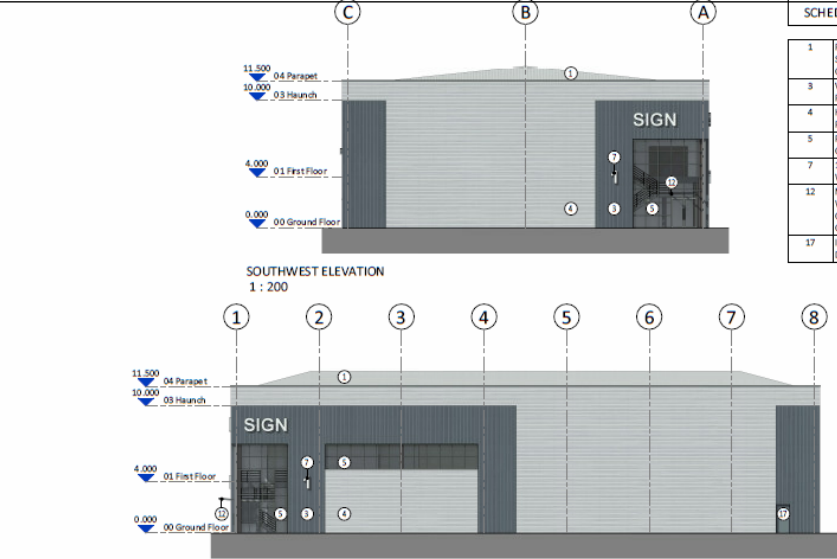 C B A
SCHED
11.500 04 Parapet
10.000 03 Haunch
1
SIGN
4.000 01 First Floor
7
12
0.000 00 Ground Floor
4 3 5
1
3
4
5
7
12
17
SOUTHWEST ELEVATION
1 : 200
1 2 3 4 5 6 7 8
11.500 04 Parapet
10.000 03 Haunch
1
SIGN
7 5
4.000 01 First Floor
12 5 3 4 17
0.000 00 Ground Floor